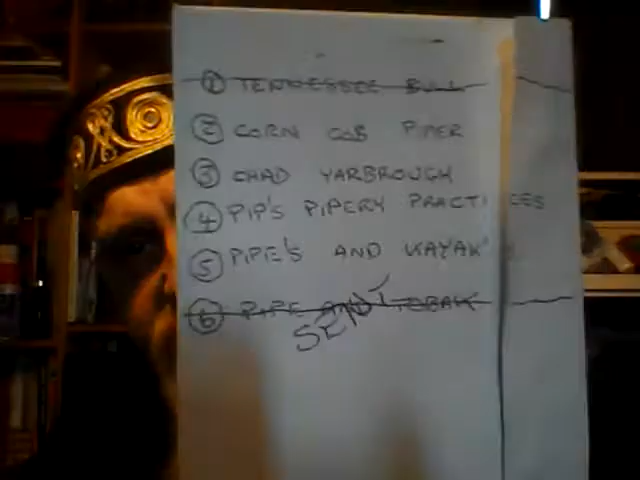 ① TENNESSEE BULL
② CORN COB PIPER
③ CHAD YARBROUGH
④ PIP'S PIPERY PRACTICES
⑤ PIPE'S AND KAYAK'
⑥ PIPE AND TOBAK
SENT